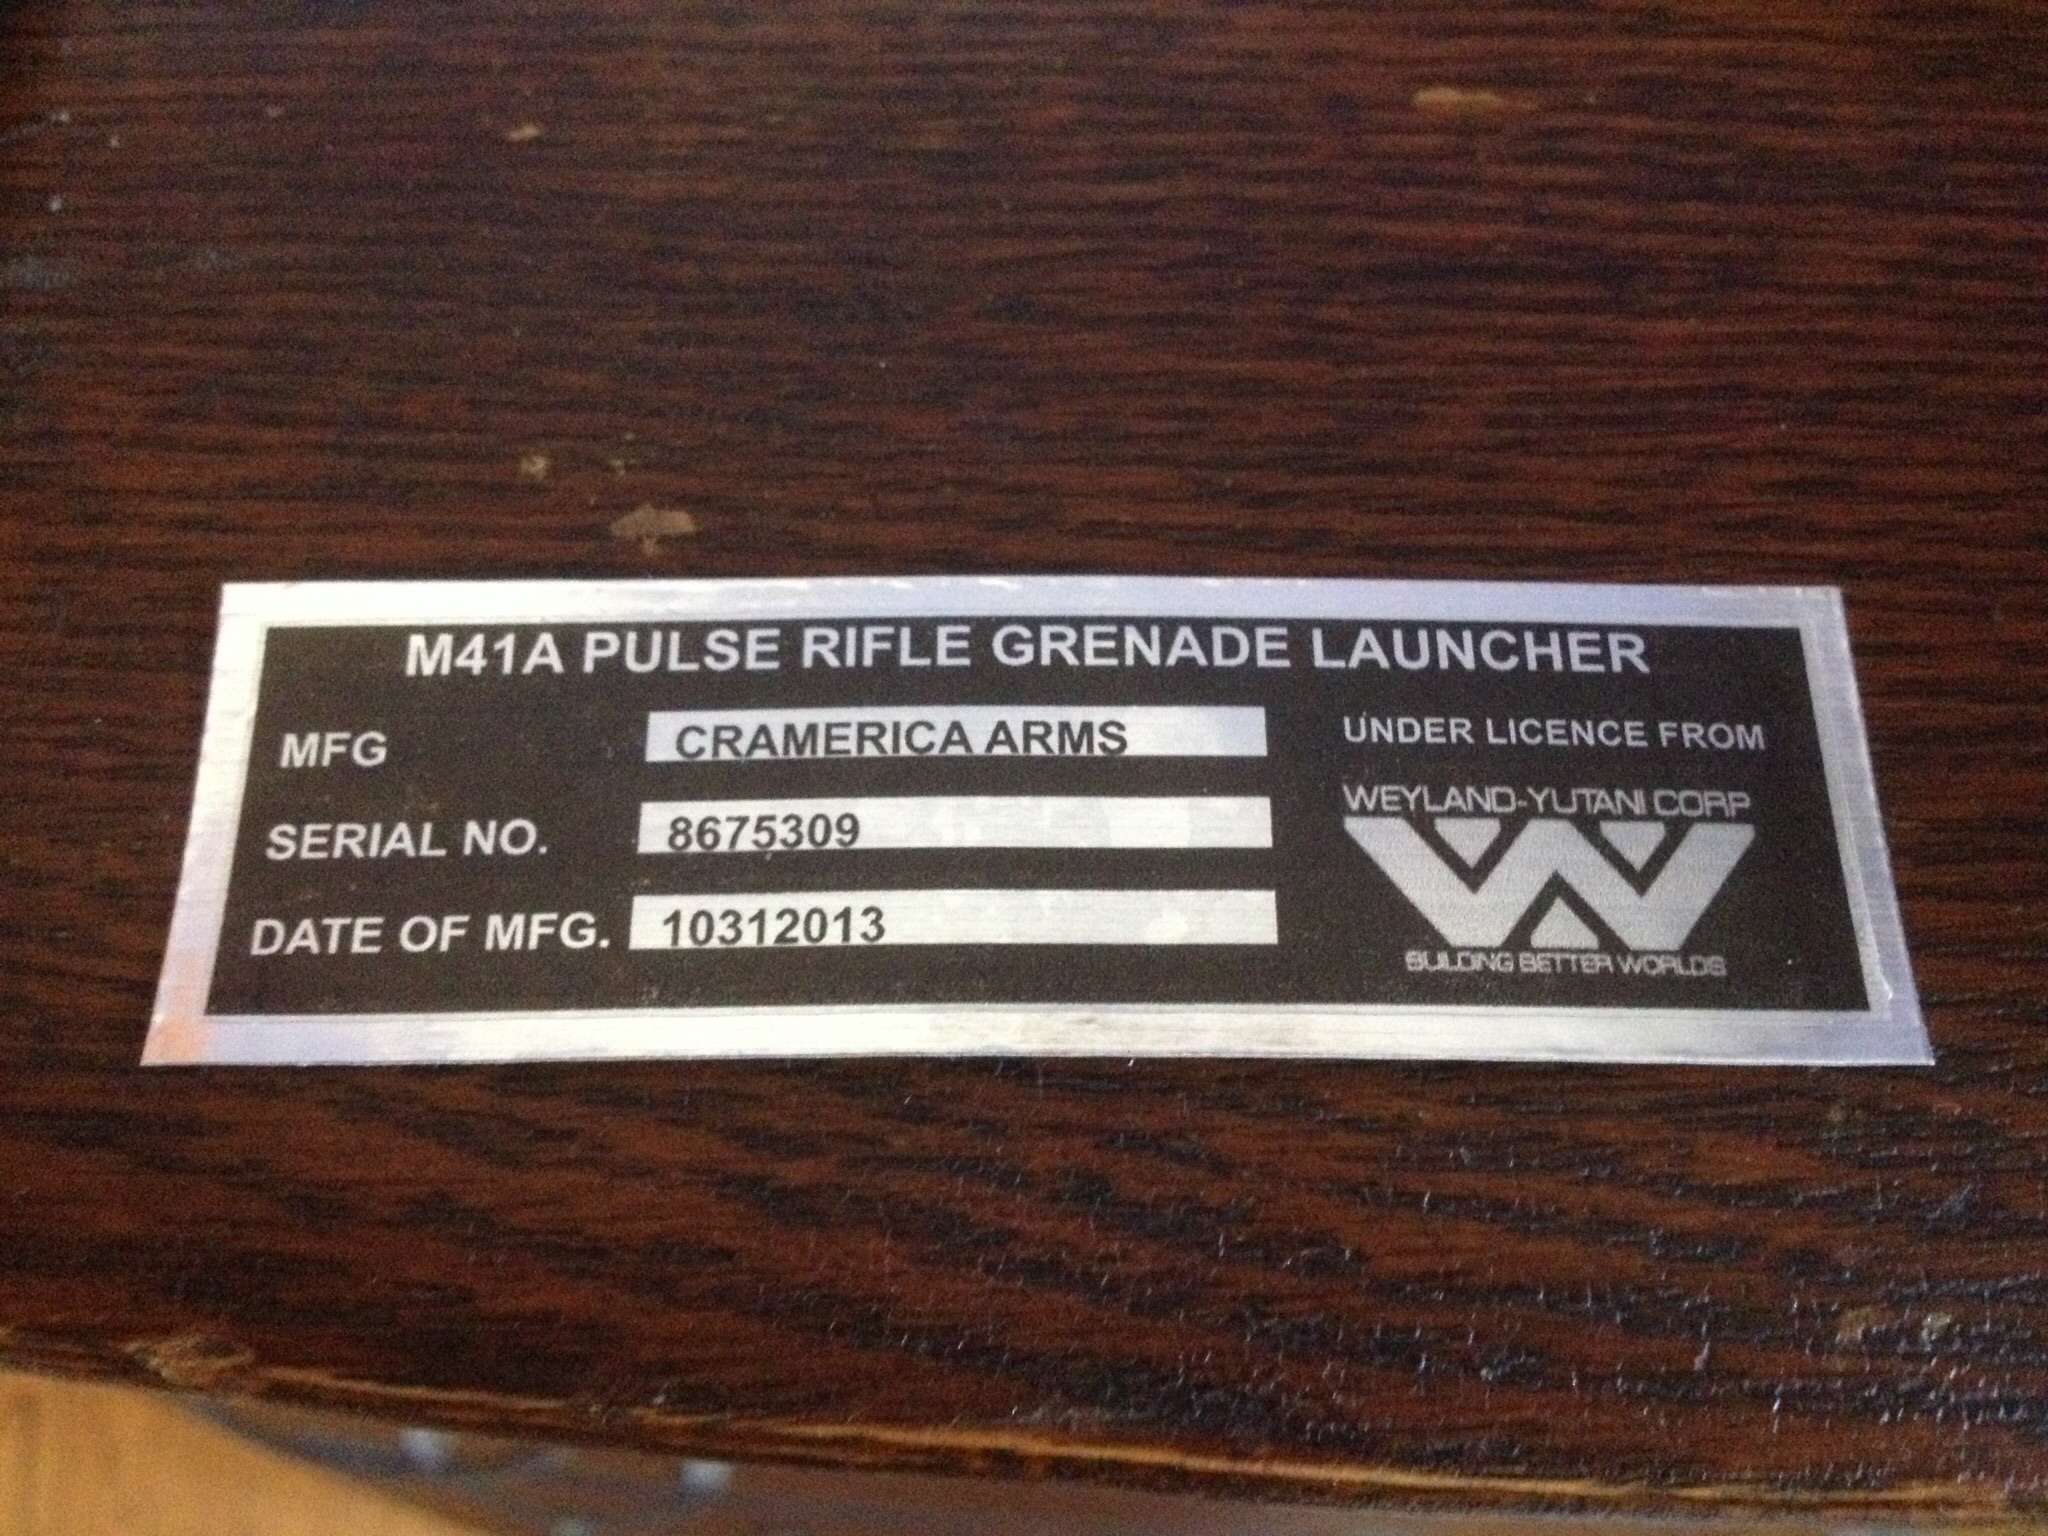 M41A PULSE RIFLE GRENADE LAUNCHER
MFG CRAMERICA ARMS
SERIAL NO. 8675309
DATE OF MFG. 10312013
UNDER LICENCE FROM
WEYLAND-YUTANI CORP
BUILDING BETTER WORLDS